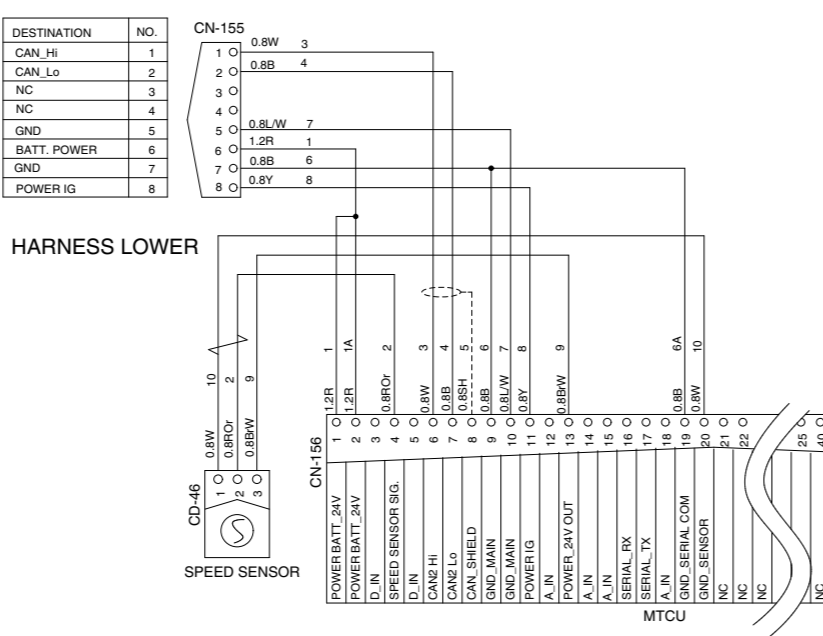 DESTINATION NO.
CAN_Hi 1
CAN_Lo 2
NC 3
NC 4
GND 5
BATT. POWER 6
GND 7
POWER IG 8
CN-155
1 0.8W 3
2 0.8B 4
3
4
5 0.8L/W 7
6 1.2R 1
7 0.8B 6
8 0.8Y 8
HARNESS LOWER
10 2 9
0.8W 0.8ROr 0.8BrW
CD-46
1 2 3
SPEED SENSOR
1 1A 2 3 4 5 6 7 8 9 6A 10
1.2R 1.2R 0.8ROr 0.8W 0.8B 0.8SH 0.8B 0.8L/W 0.8Y 0.8BrW 0.8B 0.8W
CN-156
1 2 3 4 5 6 7 8 9 10 11 12 13 14 15 16 17 18 19 20 21 22 25 40
POWER BATT_24V
POWER BATT_24V
D_IN
SPEED SENSOR SIG.
D_IN
CAN2 Hi
CAN2 Lo
CAN_SHIELD
GND_MAIN
GND_MAIN
POWER IG
A_IN
POWER_24V OUT
A_IN
A_IN
SERIAL_RX
SERIAL_TX
A_IN
GND_SERIAL COM
GND_SENSOR
NC
NC
NC
NC
MTCU